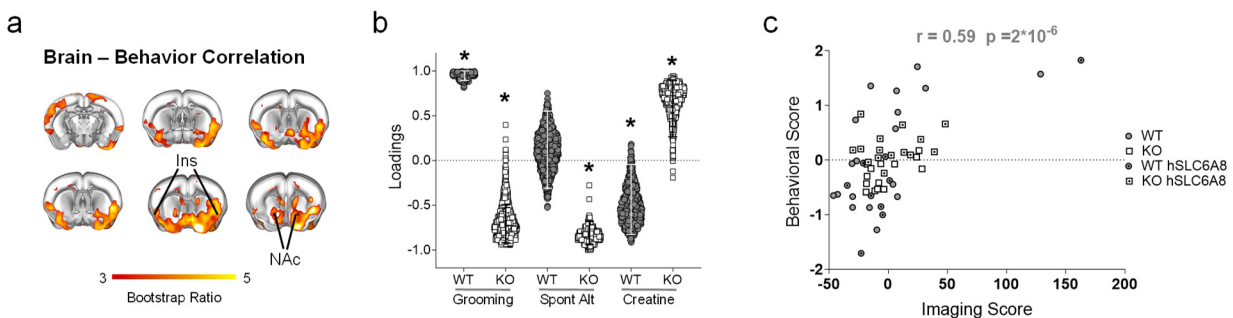 a
Brain – Behavior Correlation
Ins
NAc
3 5
Bootstrap Ratio
b
Loadings
1.0
0.5
0.0
-0.5
-1.0
* * * * * *
WT KO WT KO WT KO
Grooming Spont Alt Creatine
c
r = 0.59 p =2*10-6
Behavioral Score
2
1
0
-1
-2
-50 0 50 100 150 200
Imaging Score
WT
KO
WT hSLC6A8
KO hSLC6A8